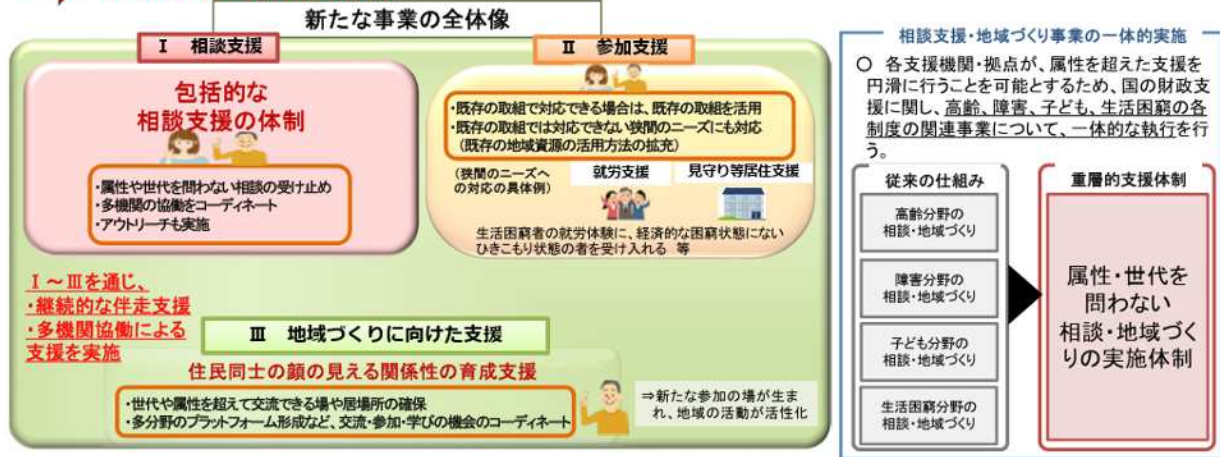 新たな事業の全体像
Ⅰ 相談支援
包括的な
相談支援の体制
・属性や世代を問わない相談の受け止め
・多機関の協働をコーディネート
・アウトリーチも実施
Ⅱ 参加支援
・既存の取組で対応できる場合は、既存の取組を活用
・既存の取組では対応できない狭間のニーズにも対応
（既存の地域資源の活用方法の拡充）
（狭間のニーズへ
の対応の具体例）
就労支援
見守り等居住支援
生活困窮者の就労体験に、経済的な困窮状態にない
ひきこもり状態の者を受け入れる 等
Ⅰ～Ⅲを通じ、
・継続的な伴走支援
・多機関協働による
支援を実施
Ⅲ 地域づくりに向けた支援
住民同士の顔の見える関係性の育成支援
・世代や属性を超えて交流できる場や居場所の確保
・多分野のプラットフォーム形成など、交流・参加・学びの機会のコーディネート
⇒新たな参加の場が生ま
れ、地域の活動が活性化
相談支援・地域づくり事業の一体的実施
○ 各支援機関・拠点が、属性を超えた支援を
円滑に行うことを可能とするため、国の財政支
援に関し、高齢、障害、子ども、生活困窮の各
制度の関連事業について、一体的な執行を行
う。
従来の仕組み
高齢分野の
相談・地域づくり
障害分野の
相談・地域づくり
子ども分野の
相談・地域づくり
生活困窮分野の
相談・地域づくり
重層的支援体制
属性・世代を
問わない
相談・地域づく
りの実施体制